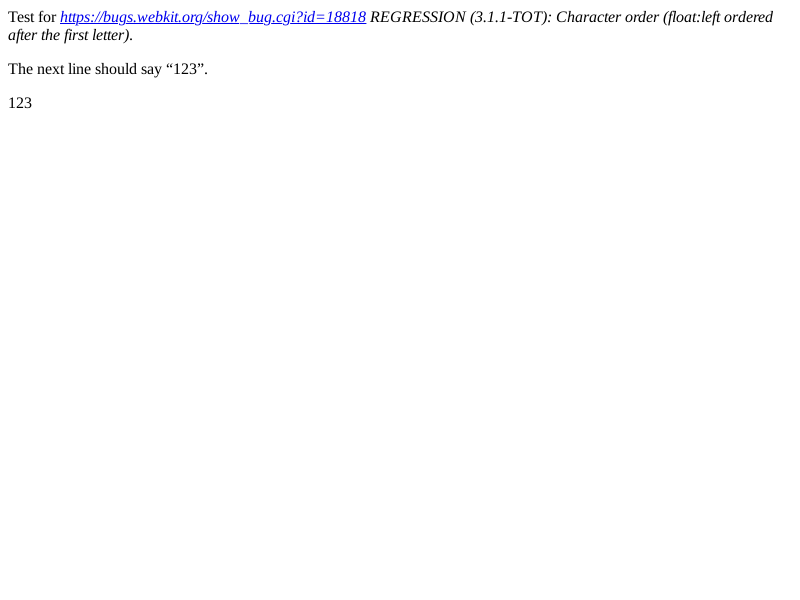 Test for https://bugs.webkit.org/show_bug.cgi?id=18818 REGRESSION (3.1.1-TOT): Character order (float:left ordered
after the first letter).
The next line should say “123”.
123